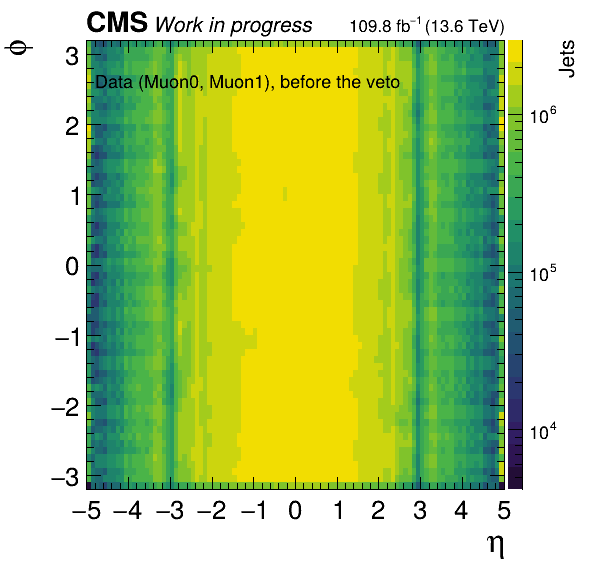 CMS Work in progress 109.8 fb⁻¹ (13.6 TeV)
ϕ
Jets
Data (Muon0, Muon1), before the veto
3
2
1
0
−1
−2
−3
10⁶
10⁵
10⁴
−5 −4 −3 −2 −1 0 1 2 3 4 5
η